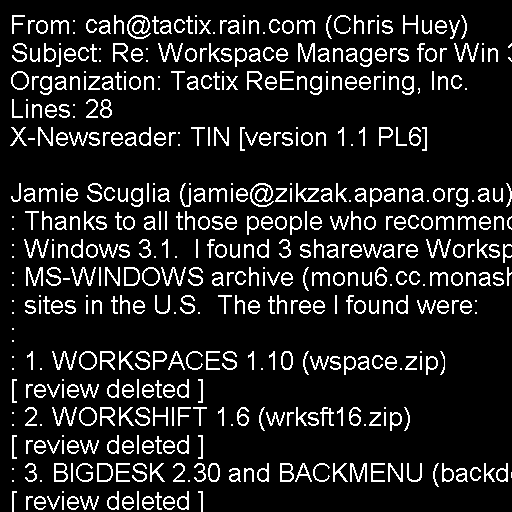 From: cah@tactix.rain.com (Chris Huey)
Subject: Re: Workspace Managers for Win 3
Organization: Tactix ReEngineering, Inc.
Lines: 28
X-Newsreader: TIN [version 1.1 PL6]

Jamie Scuglia (jamie@zikzak.apana.org.au)
: Thanks to all those people who recommend
: Windows 3.1.  I found 3 shareware Worksp
: MS-WINDOWS archive (monu6.cc.monash
: sites in the U.S.  The three I found were:
:
: 1. WORKSPACES 1.10 (wspace.zip)
[ review deleted ]
: 2. WORKSHIFT 1.6 (wrksft16.zip)
[ review deleted ]
: 3. BIGDESK 2.30 and BACKMENU (backd
[ review deleted ]